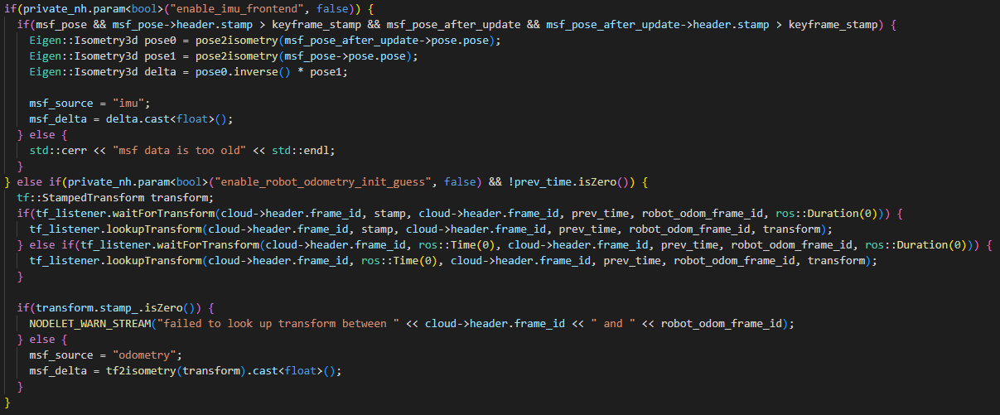 if(private_nh.param<bool>("enable_imu_frontend", false)) {
  if(msf_pose && msf_pose->header.stamp > keyframe_stamp && msf_pose_after_update && msf_pose_after_update->header.stamp > keyframe_stamp) {
    Eigen::Isometry3d pose0 = pose2isometry(msf_pose_after_update->pose.pose);
    Eigen::Isometry3d pose1 = pose2isometry(msf_pose->pose.pose);
    Eigen::Isometry3d delta = pose0.inverse() * pose1;

    msf_source = "imu";
    msf_delta = delta.cast<float>();
  } else {
    std::cerr << "msf data is too old" << std::endl;
  }
} else if(private_nh.param<bool>("enable_robot_odometry_init_guess", false) && !prev_time.isZero()) {
  tf::StampedTransform transform;
  if(tf_listener.waitForTransform(cloud->header.frame_id, stamp, cloud->header.frame_id, prev_time, robot_odom_frame_id, ros::Duration(0))) {
    tf_listener.lookupTransform(cloud->header.frame_id, stamp, cloud->header.frame_id, prev_time, robot_odom_frame_id, transform);
  } else if(tf_listener.waitForTransform(cloud->header.frame_id, ros::Time(0), cloud->header.frame_id, prev_time, robot_odom_frame_id, ros::Duration(0))) {
    tf_listener.lookupTransform(cloud->header.frame_id, ros::Time(0), cloud->header.frame_id, prev_time, robot_odom_frame_id, transform);
  }

  if(transform.stamp_.isZero()) {
    NODELET_WARN_STREAM("failed to look up transform between " << cloud->header.frame_id << " and " << robot_odom_frame_id);
  } else {
    msf_source = "odometry";
    msf_delta = tf2isometry(transform).cast<float>();
  }
}